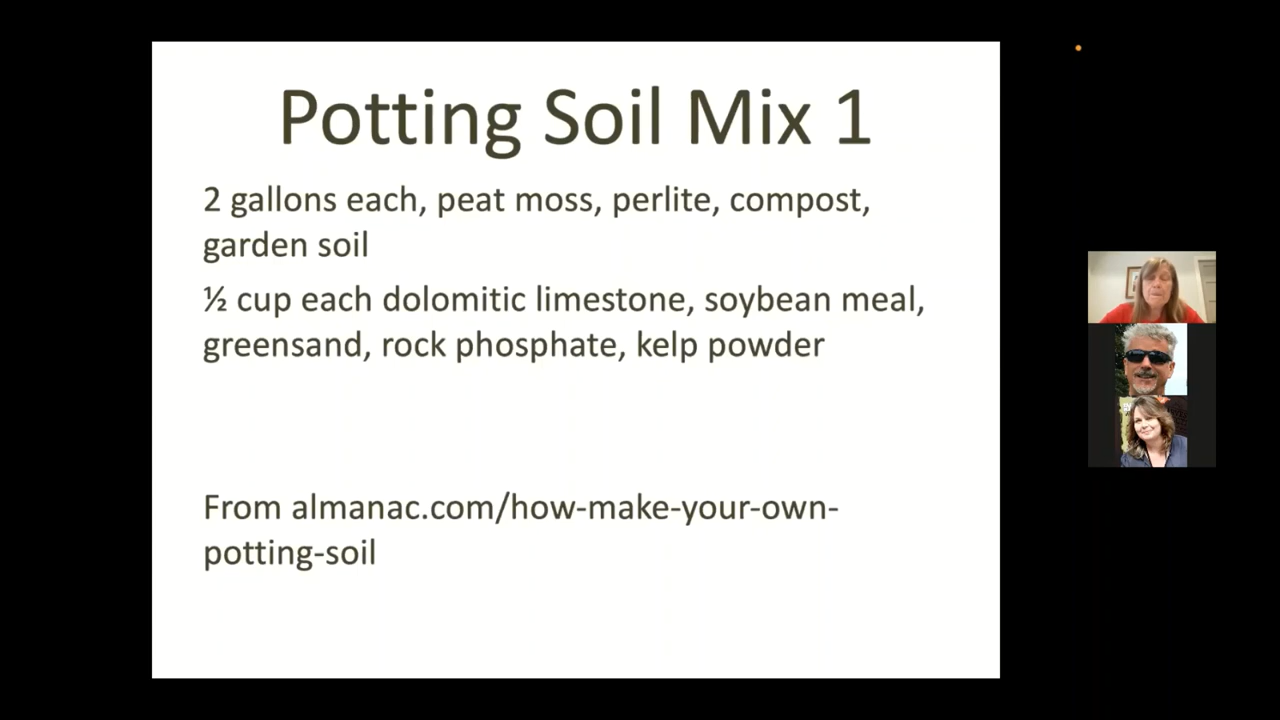 Potting Soil Mix 1
2 gallons each, peat moss, perlite, compost,
garden soil
½ cup each dolomitic limestone, soybean meal,
greensand, rock phosphate, kelp powder
From almanac.com/how-make-your-own-
potting-soil